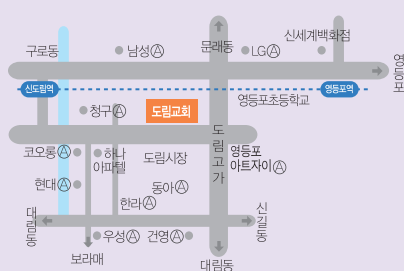 구로동
남성Ⓐ
문래동
LGⒶ
신세계백화점
영등포
신도림역
영등포역
영등포초등학교
청구Ⓐ
도림교회
도림고가
코오롱Ⓐ
하나
아파텔
도림시장
영등포
아트자이Ⓐ
현대Ⓐ
동아Ⓐ
한라Ⓐ
대림동
신길동
우성Ⓐ
건영Ⓐ
보라매
대림동